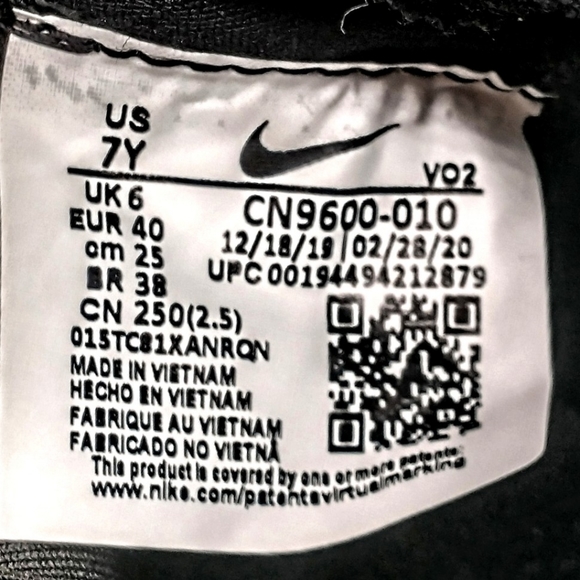 US
7Y
VO2
UK 6
EUR 40
cm 25
BR 38
CN 250(2.5)
CN9600-010
12/18/19 02/28/20
UPC 00194494212879
015TC81XANRQN
MADE IN VIETNAM
HECHO EN VIETNAM
FABRIQUE AU VIETNAM
FABRICADO NO VIETNÃ
This product is covered by one or more patents:
www.nike.com/patentsvirtualmarking